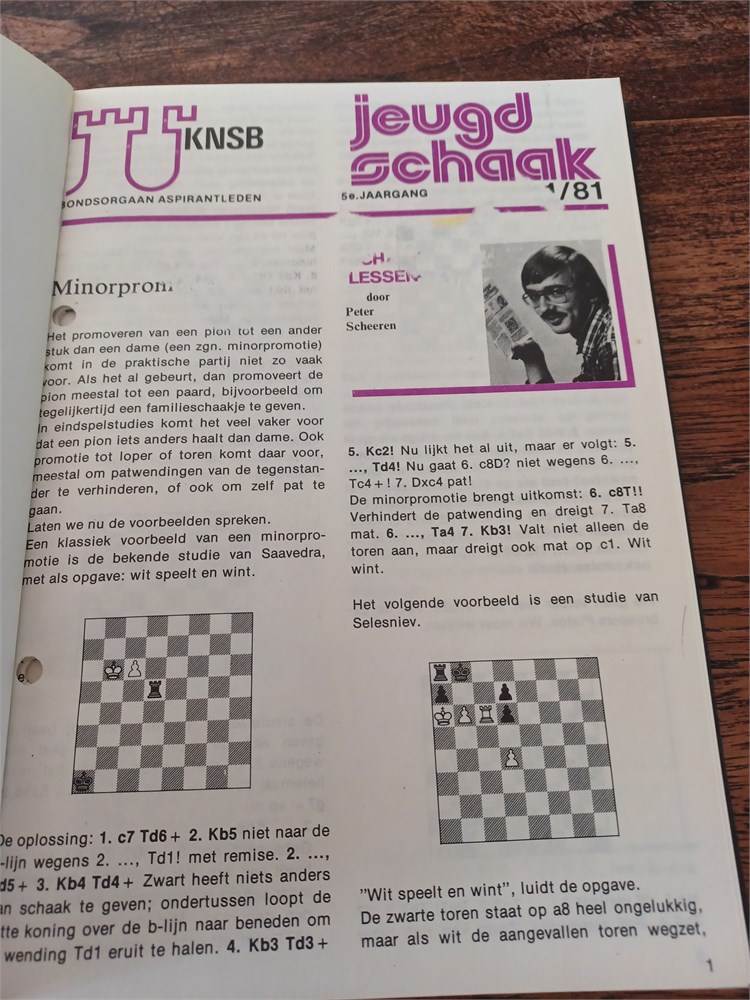 KNSB
BONDSORGAAN ASPIRANTLEDEN
jeugd
schaak
5e.JAARGANG
1/81
LESSEN
door
Peter
Scheeren
Het promoveren van een pion tot een ander
stuk dan een dame (een zgn. minorpromotie)
komt in de praktische partij niet zo vaak
voor. Als het al gebeurt, dan promoveert de
pion meestal tot een paard, bijvoorbeeld om
tegelijkertijd een familieschaakje te geven.
In eindspelstudies komt het veel vaker voor
dat een pion iets anders haalt dan dame. Ook
promotie tot loper of toren komt daar voor,
meestal om patwendingen van de tegenstan-
der te verhinderen, of ook om zelf pat te
gaan.
Laten we nu de voorbeelden spreken.
Een klassiek voorbeeld van een minorpro-
motie is de bekende studie van Saavedra,
met als opgave: wit speelt en wint.
De oplossing: 1. c7 Td6+ 2. Kb5 niet naar de
-lijn wegens 2. ..., Td1! met remise. 2. ...,
d5+ 3. Kb4 Td4+ Zwart heeft niets anders
an schaak te geven; ondertussen loopt de
tte koning over de b-lijn naar beneden om
wending Td1 eruit te halen. 4. Kb3 Td3+
5. Kc2! Nu lijkt het al uit, maar er volgt: 5.
..., Td4! Nu gaat 6. c8D? niet wegens 6. ...,
Tc4+! 7. Dxc4 pat!
De minorpromotie brengt uitkomst: 6. c8T!!
Verhindert de patwending en dreigt 7. Ta8
mat. 6. ..., Ta4 7. Kb3! Valt niet alleen de
toren aan, maar dreigt ook mat op c1. Wit
wint.
Het volgende voorbeeld is een studie van
Selesniev.
"Wit speelt en wint", luidt de opgave.
De zwarte toren staat op a8 heel ongelukkig,
maar als wit de aangevallen toren wegzet,
1